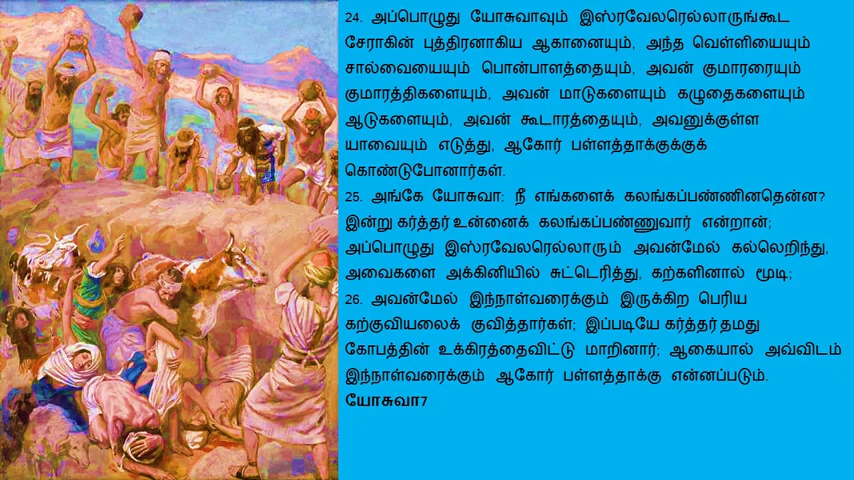 24. அப்பொழுது யோசுவாவும் இஸ்ரவேலரெல்லாருங்கூட
சேராகின் புத்திரனாகிய ஆகானையும், அந்த வெள்ளியையும்
சால்வையையும் பொன்பாளத்தையும், அவன் குமாரரையும்
குமாரத்திகளையும், அவன் மாடுகளையும் கழுதைகளையும்
ஆடுகளையும், அவன் கூடாரத்தையும், அவனுக்குள்ள
யாவையும் எடுத்து, ஆகோர் பள்ளத்தாக்குக்குக்
கொண்டுபோனார்கள்.
25. அங்கே யோசுவா: நீ எங்களைக் கலங்கப்பண்ணினதென்ன?
இன்று கர்த்தர் உன்னைக் கலங்கப்பண்ணுவார் என்றான்;
அப்பொழுது இஸ்ரவேலரெல்லாரும் அவன்மேல் கல்லெறிந்து,
அவைகளை அக்கினியில் சுட்டெரித்து, கற்களினால் மூடி;
26. அவன்மேல் இந்நாள்வரைக்கும் இருக்கிற பெரிய
கற்குவியலைக் குவித்தார்கள்; இப்படியே கர்த்தர் தமது
கோபத்தின் உக்கிரத்தைவிட்டு மாறினார்; ஆகையால் அவ்விடம்
இந்நாள்வரைக்கும் ஆகோர் பள்ளத்தாக்கு என்னப்படும்.
யோசுவா7